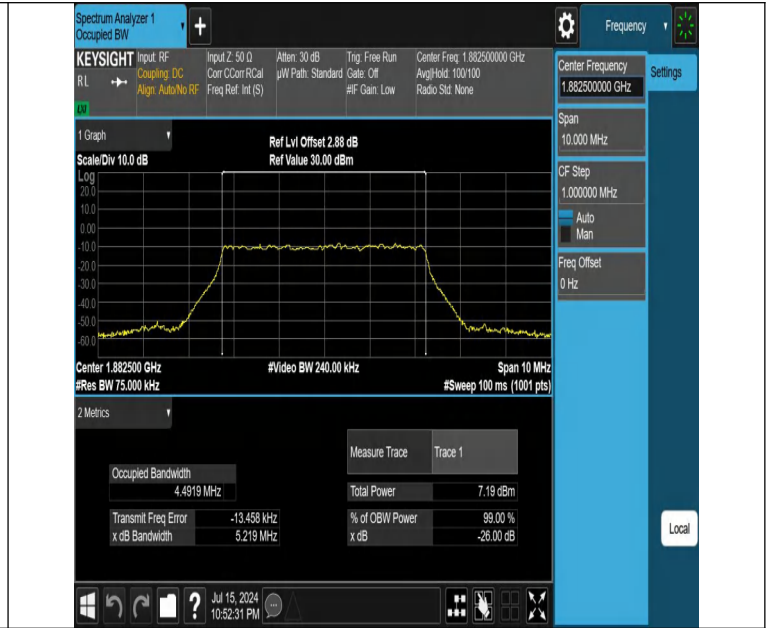 Spectrum Analyzer 1
Occupied BW
+
Frequency
KEYSIGHT
RL
LXI
Input: RF
Coupling: DC
Align: Auto/No RF
Input Z: 50 Ω
Corr CCorr RCal
Freq Ref: Int (S)
Atten: 30 dB
µW Path: Standard
Trig: Free Run
Gate: Off
#IF Gain: Low
Center Freq: 1.882500000 GHz
Avg|Hold: 100/100
Radio Std: None
Center Frequency
1.882500000 GHz
Settings
Span
10.000 MHz
CF Step
1.000000 MHz
Auto
Man
Freq Offset
0 Hz
Local
1 Graph
Scale/Div 10.0 dB
Ref Lvl Offset 2.88 dB
Ref Value 30.00 dBm
Log
20.0
10.0
0.00
-10.0
-20.0
-30.0
-40.0
-50.0
-60.0
Center 1.882500 GHz
#Video BW 240.00 kHz
Span 10 MHz
#Res BW 75.000 kHz
#Sweep 100 ms (1001 pts)
2 Metrics
Measure Trace Trace 1
Occupied Bandwidth
4.4919 MHz
Total Power 7.19 dBm
Transmit Freq Error -13.458 kHz
% of OBW Power 99.00 %
x dB Bandwidth 5.219 MHz
x dB -26.00 dB
?
Jul 15, 2024
10:52:31 PM